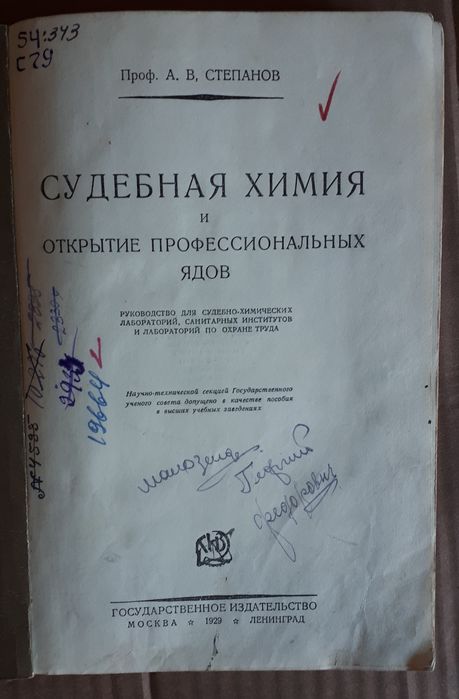 54:343
С79
Проф. А. В. СТЕПАНОВ
СУДЕБНАЯ ХИМИЯ
И
ОТКРЫТИЕ ПРОФЕССИОНАЛЬНЫХ
ЯДОВ
РУКОВОДСТВО ДЛЯ СУДЕБНО-ХИМИЧЕСКИХ
ЛАБОРАТОРИЙ, САНИТАРНЫХ ИНСТИТУТОВ
И ЛАБОРАТОРИЙ ПО ОХРАНЕ ТРУДА
Научно-технической секцией Государственного
ученого совета допущено в качестве пособия
в высших учебных заведениях
19664
Георгий
Федорович
ГОСУДАРСТВЕННОЕ ИЗДАТЕЛЬСТВО
МОСКВА ☆ 1929 ☆ ЛЕНИНГРАД